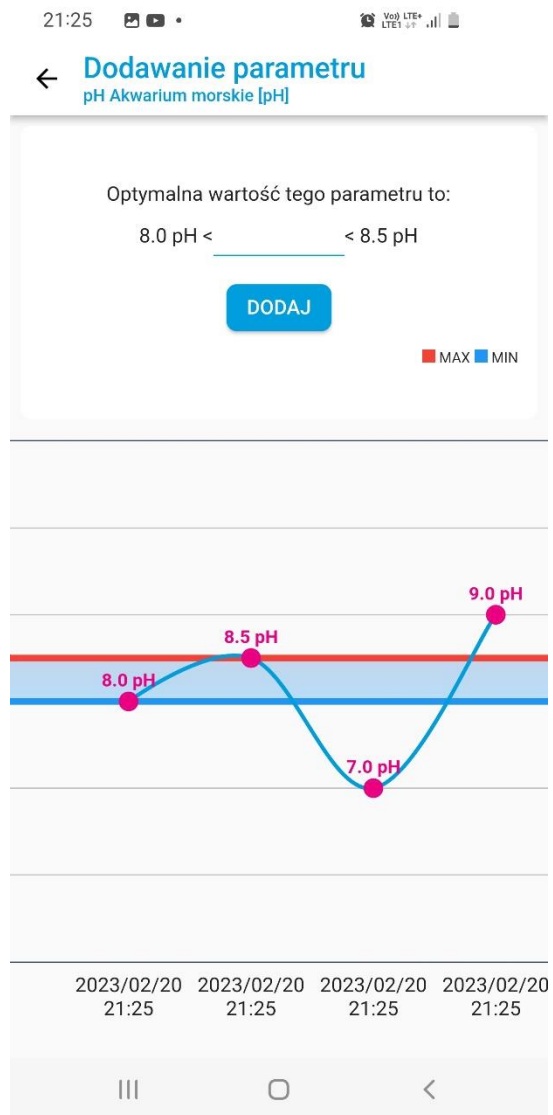 21:25
Vo)) LTE+
LTE1
Dodawanie parametru
pH Akwarium morskie [pH]
Optymalna wartość tego parametru to:
8.0 pH < < 8.5 pH
DODAJ
MAX MIN
9.0 pH
8.5 pH
8.0 pH
7.0 pH
2023/02/20 2023/02/20 2023/02/20 2023/02/20
21:25 21:25 21:25 21:25